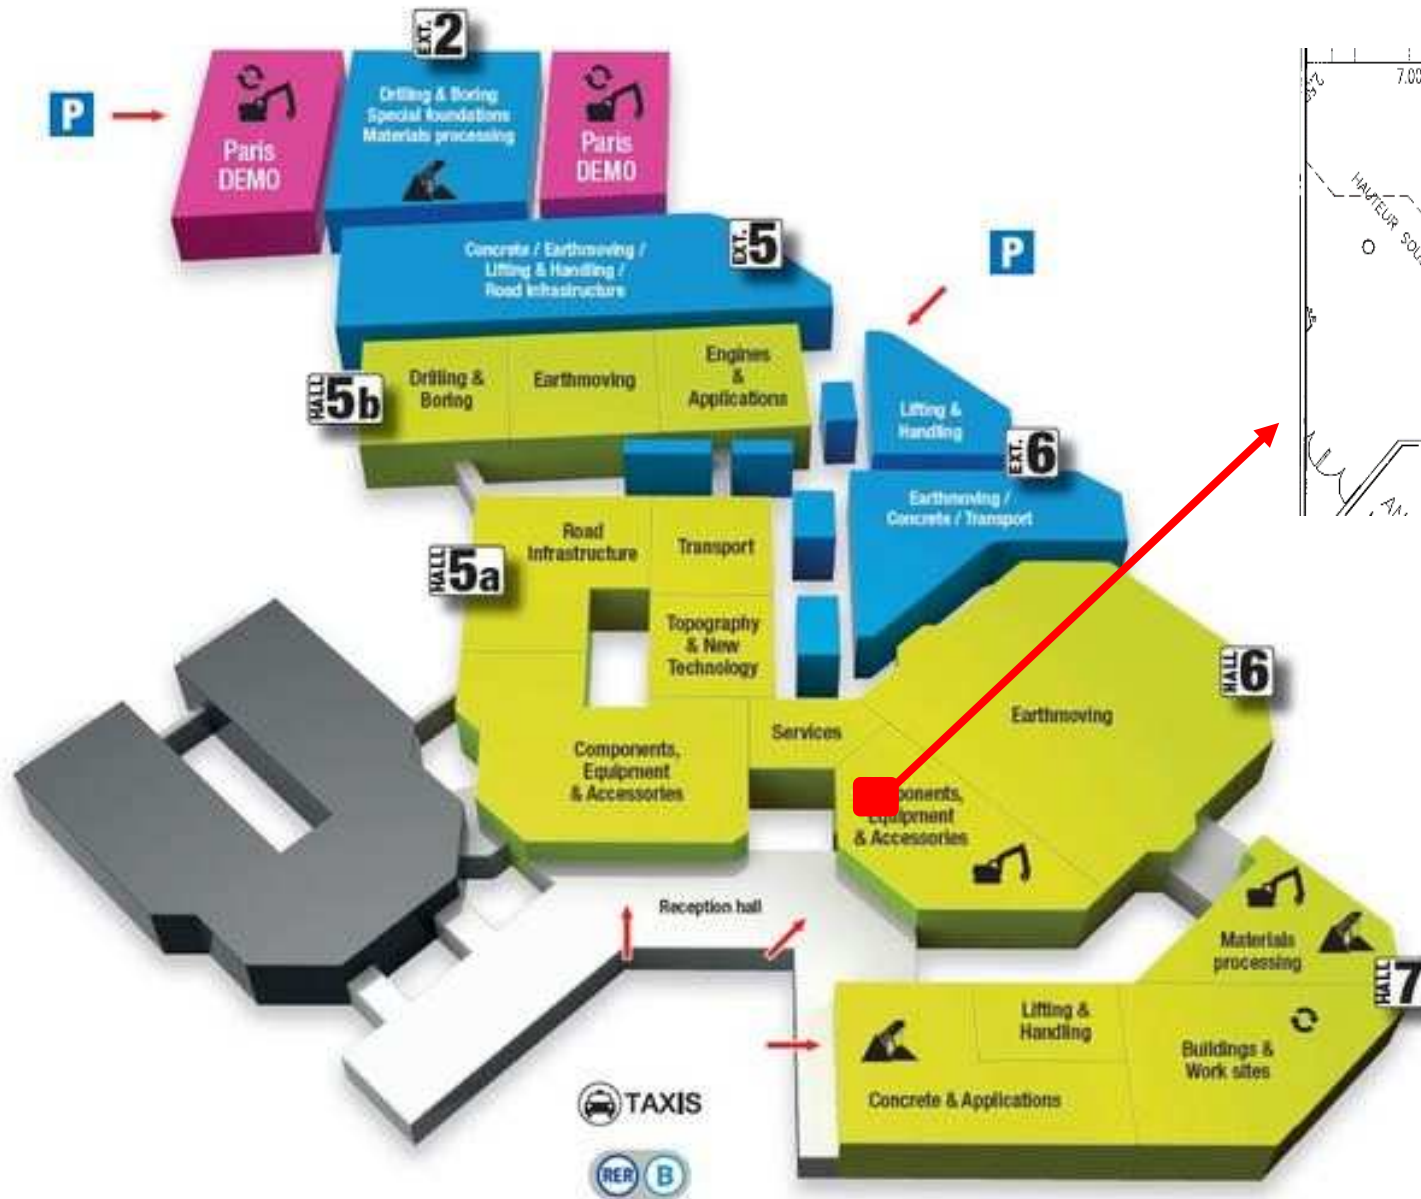 EXT. 2
P
Paris
DEMO
Drilling & Boring
Special foundations
Materials processing
Paris
DEMO
7.00
HAUTEUR SOUS
EXT. 5
Concrete / Earthmoving /
Lifting & Handling /
Road Infrastructure
P
HALL 5b
Drilling &
Boring
Earthmoving
Engines
&
Applications
Lifting &
Handling
EXT. 6
Earthmoving /
Concrete / Transport
HALL 5a
Road
Infrastructure
Transport
Topography
& New
Technology
HALL 6
Earthmoving
Services
Components,
Equipment
& Accessories
ponents,
Equipment
& Accessories
Reception hall
Materials
processing
HALL 7
Lifting &
Handling
Buildings &
Work sites
Concrete & Applications
TAXIS
RER B